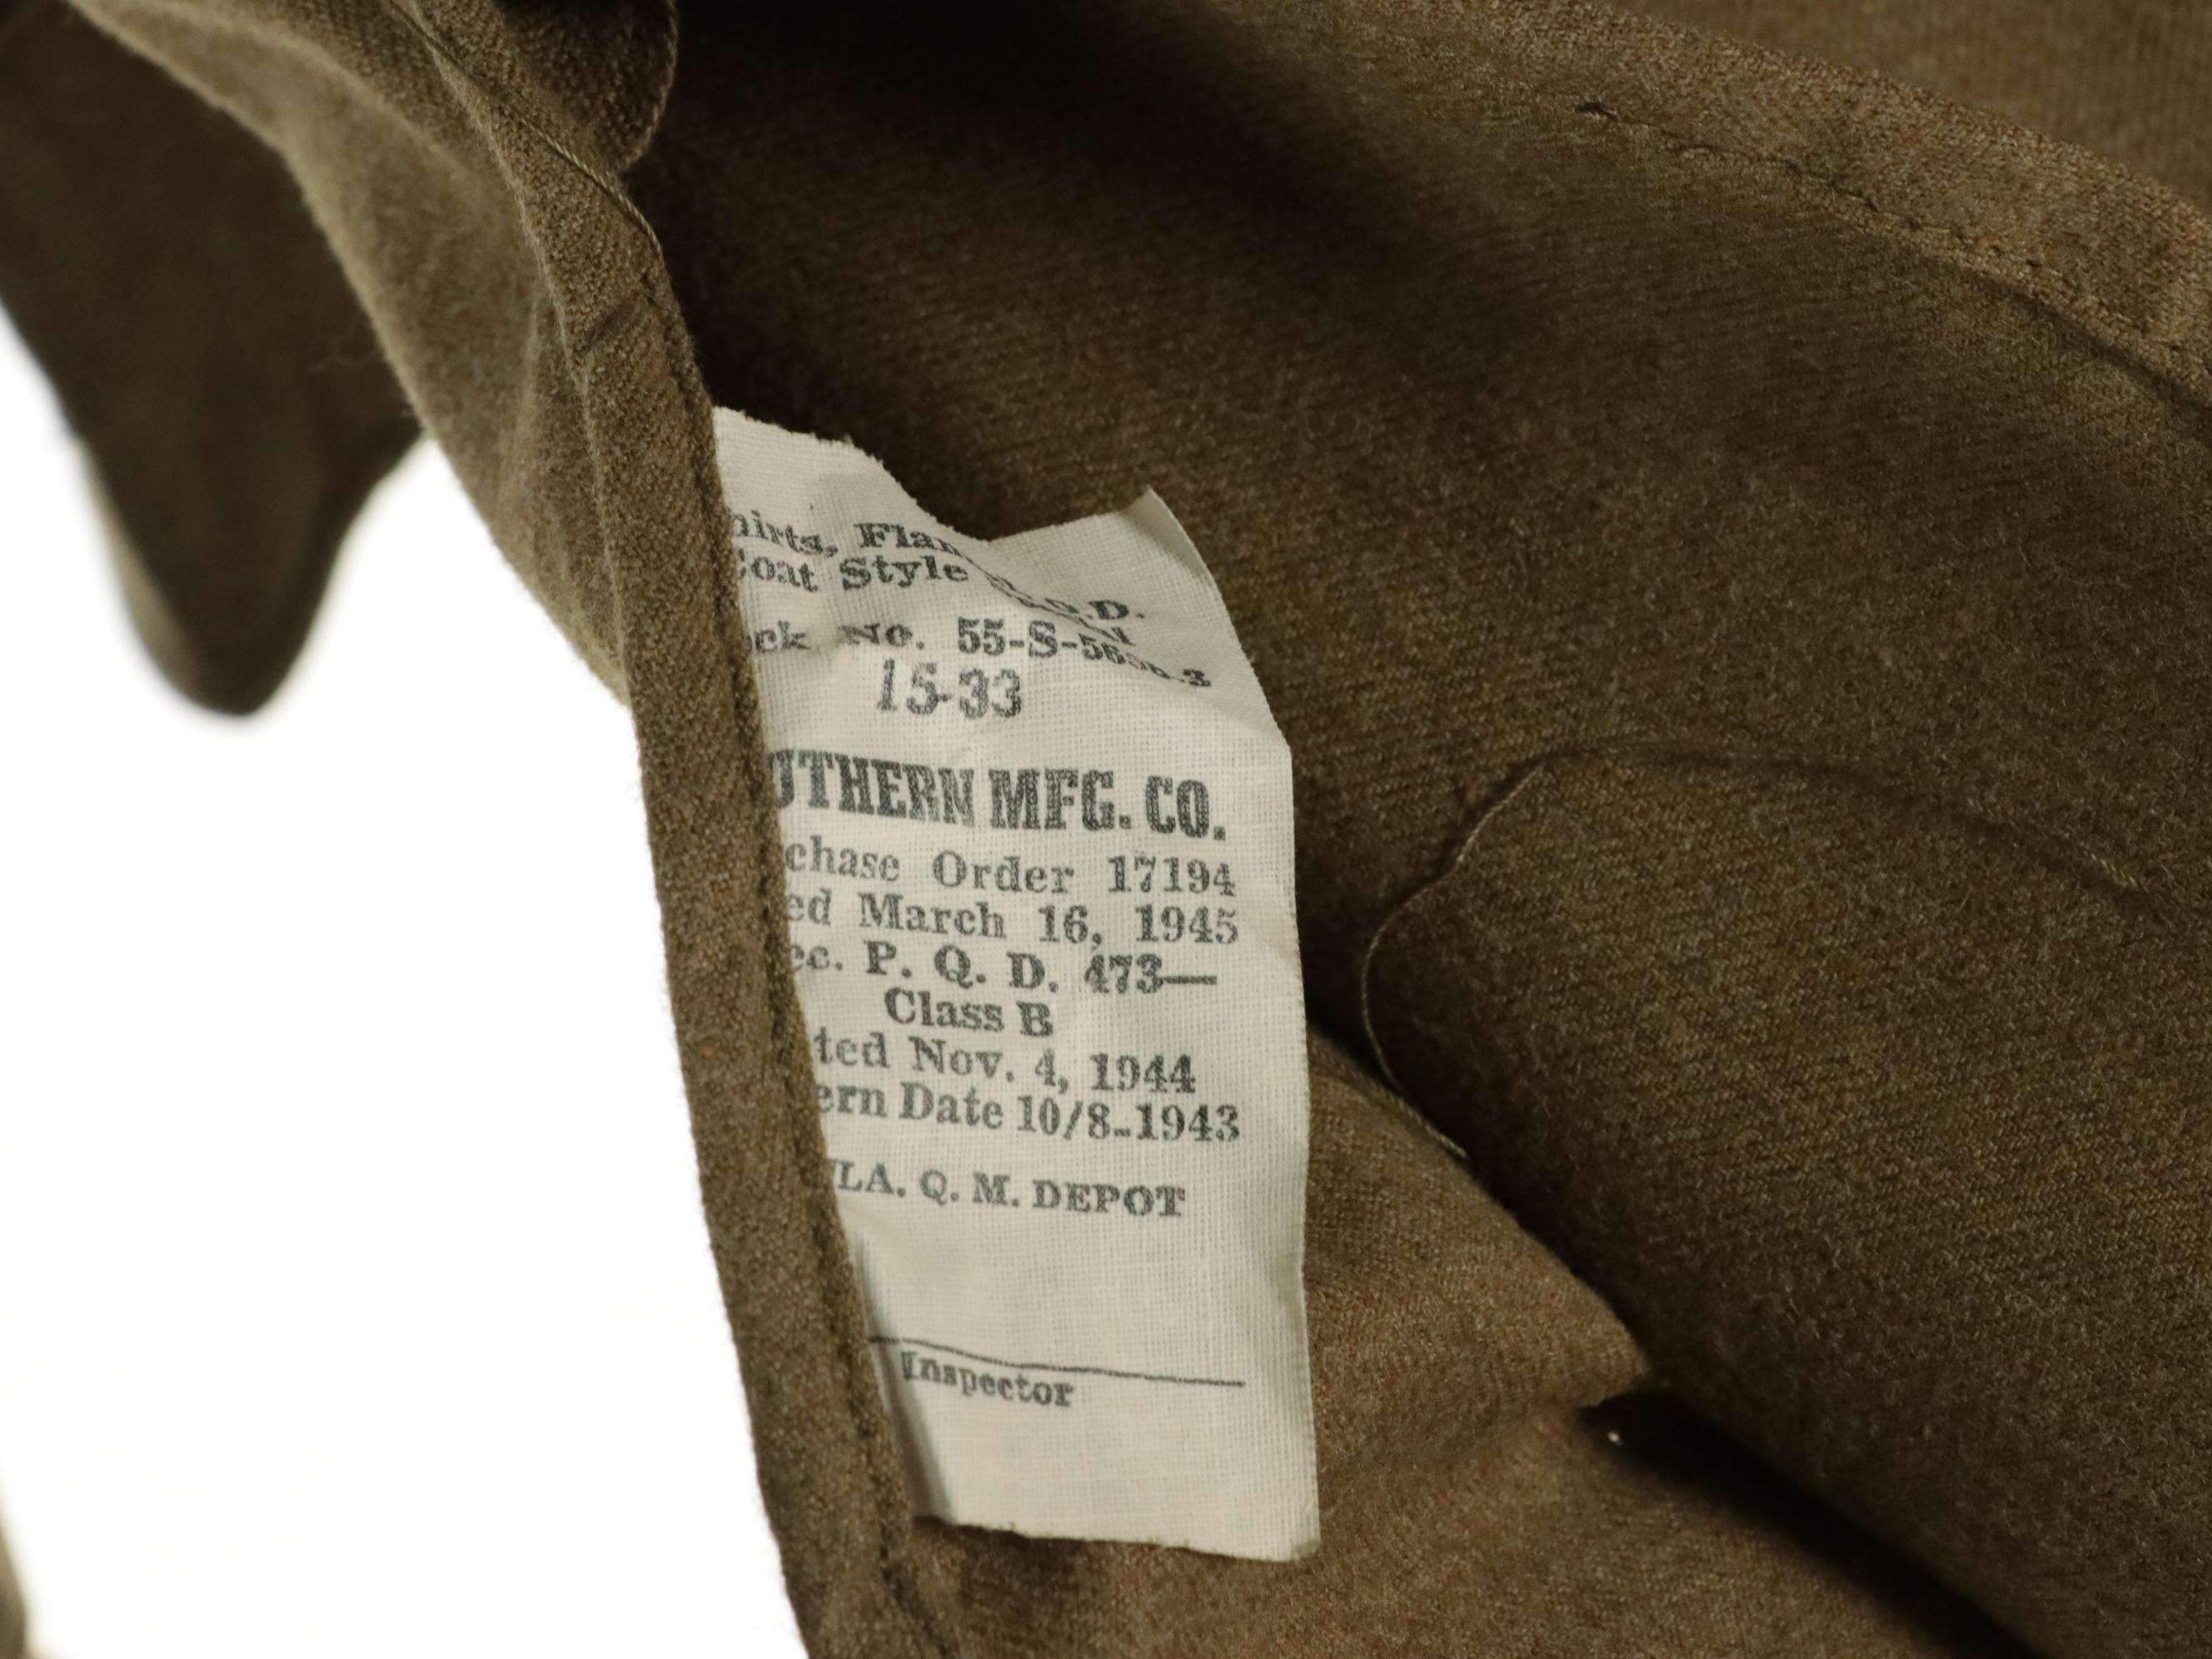 hirts, Flan
Coat Style O.D.
ck No. 55-S-56
15-33
UTHERN MFG. CO.
chase Order 17194
ed March 16, 1945
ec. P. Q. D. 473—
Class B
ted Nov. 4, 1944
ern Date 10/8-1943
LA. Q. M. DEPOT
Inspector